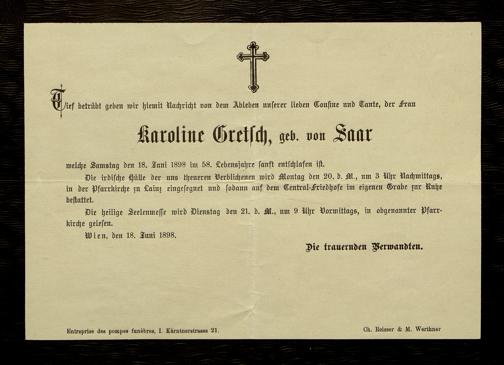 Tief betrübt geben wir hiemit Nachricht von dem Ableben unserer lieben Cousine und Tante, der Frau
Karoline Gretsch, geb. von Saar
welche Samstag den 18. Juni 1898 im 58. Lebensjahre sanft entschlafen ist.
Die irdische Hülle der uns theueren Verblichenen wird Montag den 20. d. M., um 3 Uhr Nachmittags,
in der Pfarrkirche zu Lainz eingesegnet und sodann auf dem Central-Friedhofe im eigenen Grabe zur Ruhe
bestattet.
Die heilige Seelenmesse wird Dienstag den 21. d. M., um 9 Uhr Vormittags, in obgenannter Pfarr-
kirche gelesen.
Wien, den 18. Juni 1898.
Die trauernden Verwandten.
Entreprise des pompes funèbres, I. Kärntnerstrasse 21.
Ch. Reisser & M. Werthner